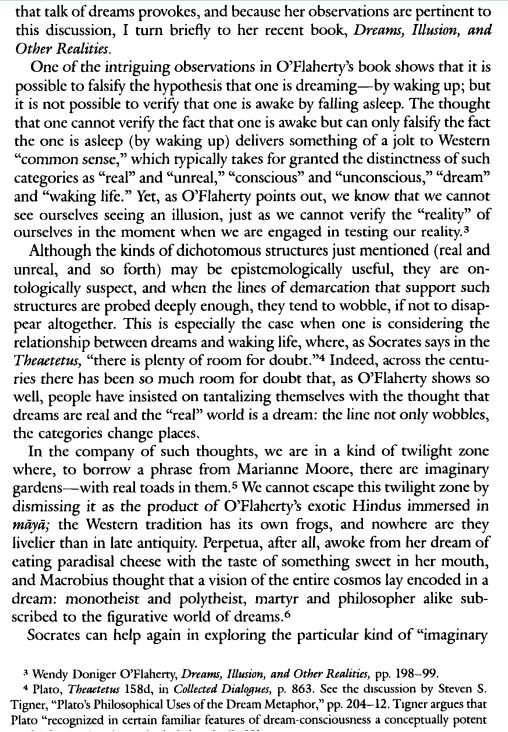 that talk of dreams provokes, and because her observations are pertinent to
this discussion, I turn briefly to her recent book, Dreams, Illusion, and
Other Realities.
One of the intriguing observations in O'Flaherty's book shows that it is
possible to falsify the hypothesis that one is dreaming—by waking up; but
it is not possible to verify that one is awake by falling asleep. The thought
that one cannot verify the fact that one is awake but can only falsify the fact
the one is asleep (by waking up) delivers something of a jolt to Western
"common sense," which typically takes for granted the distinctness of such
categories as "real" and "unreal," "conscious" and "unconscious," "dream"
and "waking life." Yet, as O'Flaherty points out, we know that we cannot
see ourselves seeing an illusion, just as we cannot verify the "reality" of
ourselves in the moment when we are engaged in testing our reality.3
Although the kinds of dichotomous structures just mentioned (real and
unreal, and so forth) may be epistemologically useful, they are on-
tologically suspect, and when the lines of demarcation that support such
structures are probed deeply enough, they tend to wobble, if not to disap-
pear altogether. This is especially the case when one is considering the
relationship between dreams and waking life, where, as Socrates says in the
Theaetetus, "there is plenty of room for doubt."4 Indeed, across the centu-
ries there has been so much room for doubt that, as O'Flaherty shows so
well, people have insisted on tantalizing themselves with the thought that
dreams are real and the "real" world is a dream: the line not only wobbles,
the categories change places.
In the company of such thoughts, we are in a kind of twilight zone
where, to borrow a phrase from Marianne Moore, there are imaginary
gardens—with real toads in them.5 We cannot escape this twilight zone by
dismissing it as the product of O'Flaherty's exotic Hindus immersed in
māyā; the Western tradition has its own frogs, and nowhere are they
livelier than in late antiquity. Perpetua, after all, awoke from her dream of
eating paradisal cheese with the taste of something sweet in her mouth,
and Macrobius thought that a vision of the entire cosmos lay encoded in a
dream: monotheist and polytheist, martyr and philosopher alike sub-
scribed to the figurative world of dreams.6
Socrates can help again in exploring the particular kind of "imaginary
3 Wendy Doniger O'Flaherty, Dreams, Illusion, and Other Realities, pp. 198–99.
4 Plato, Theaetetus 158d, in Collected Dialogues, p. 863. See the discussion by Steven S.
Tigner, "Plato's Philosophical Uses of the Dream Metaphor," pp. 204–12. Tigner argues that
Plato "recognized in certain familiar features of dream-consciousness a conceptually potent